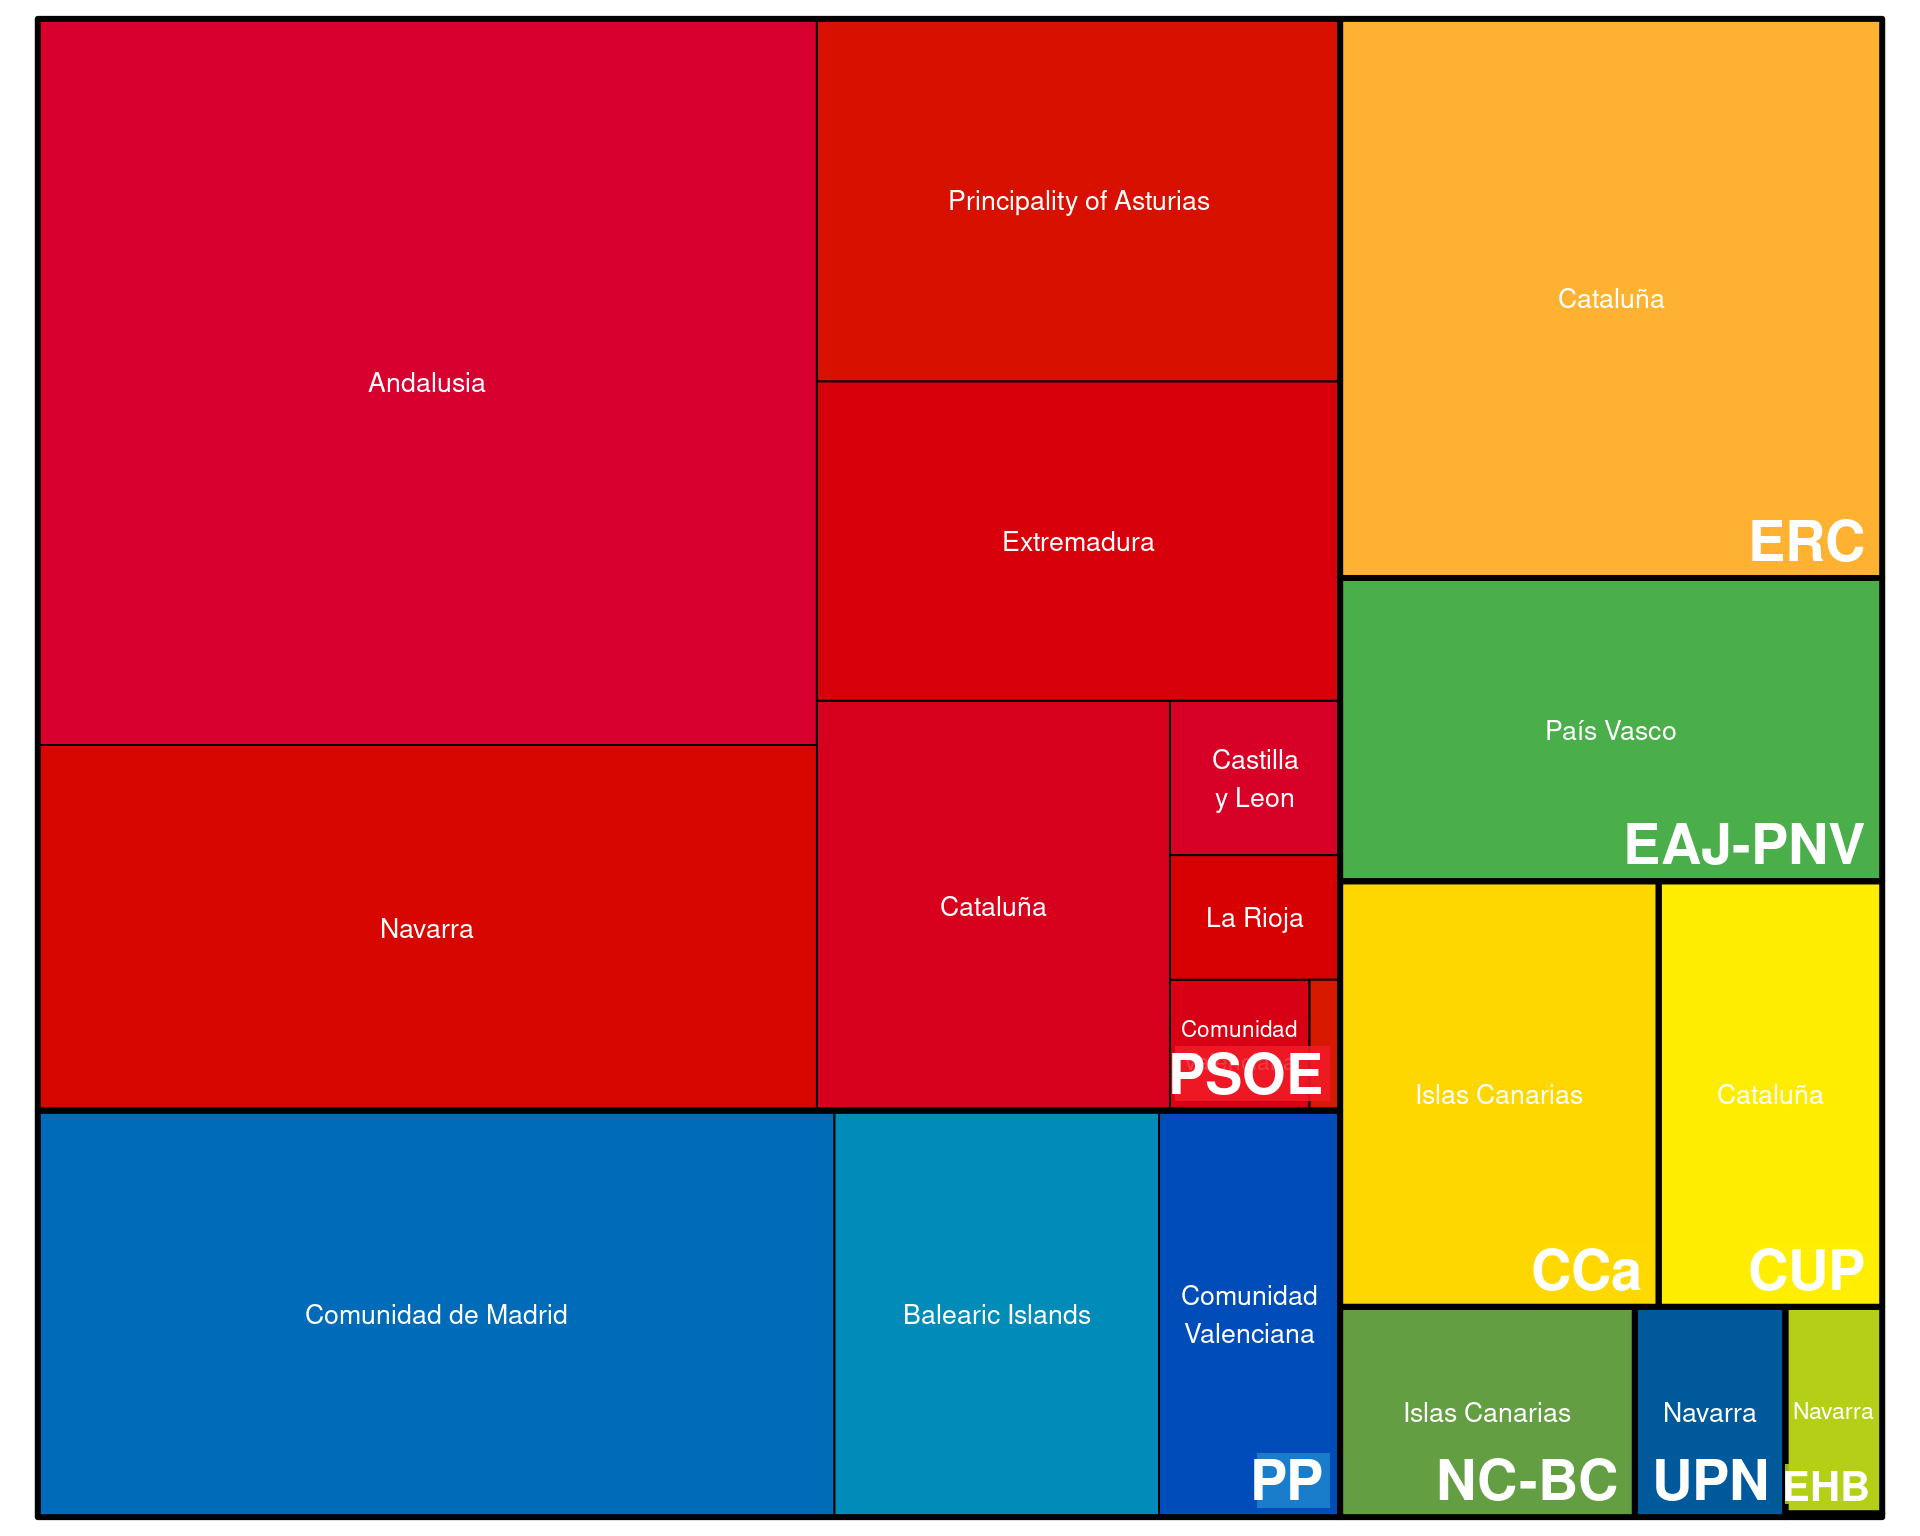 Andalusia
Navarra
Principality of Asturias
Extremadura
Cataluña
Castilla
y Leon
La Rioja
Comunidad
PSOE
Comunidad de Madrid
Balearic Islands
Comunidad
Valenciana
PP
Cataluña
ERC
País Vasco
EAJ-PNV
Islas Canarias
CCa
Cataluña
CUP
Islas Canarias
NC-BC
Navarra
UPN
Navarra
EHB